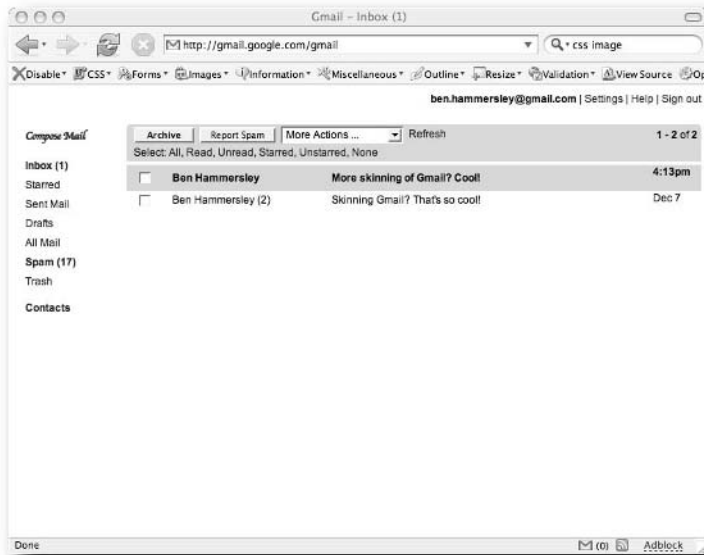 Gmail – Inbox (1)
http://gmail.google.com/gmail
css image
Disable CSS Forms Images Information Miscellaneous Outline Resize Validation View Source Op
ben.hammersley@gmail.com | Settings | Help | Sign out
Compose Mail
Archive Report Spam More Actions ... Refresh 1 - 2 of 2
Select: All, Read, Unread, Starred, Unstarred, None
Inbox (1)
Ben Hammersley More skinning of Gmail? Cool! 4:13pm
Starred
Ben Hammersley (2) Skinning Gmail? That's so cool! Dec 7
Sent Mail
Drafts
All Mail
Spam (17)
Trash
Contacts
Done (0) Adblock